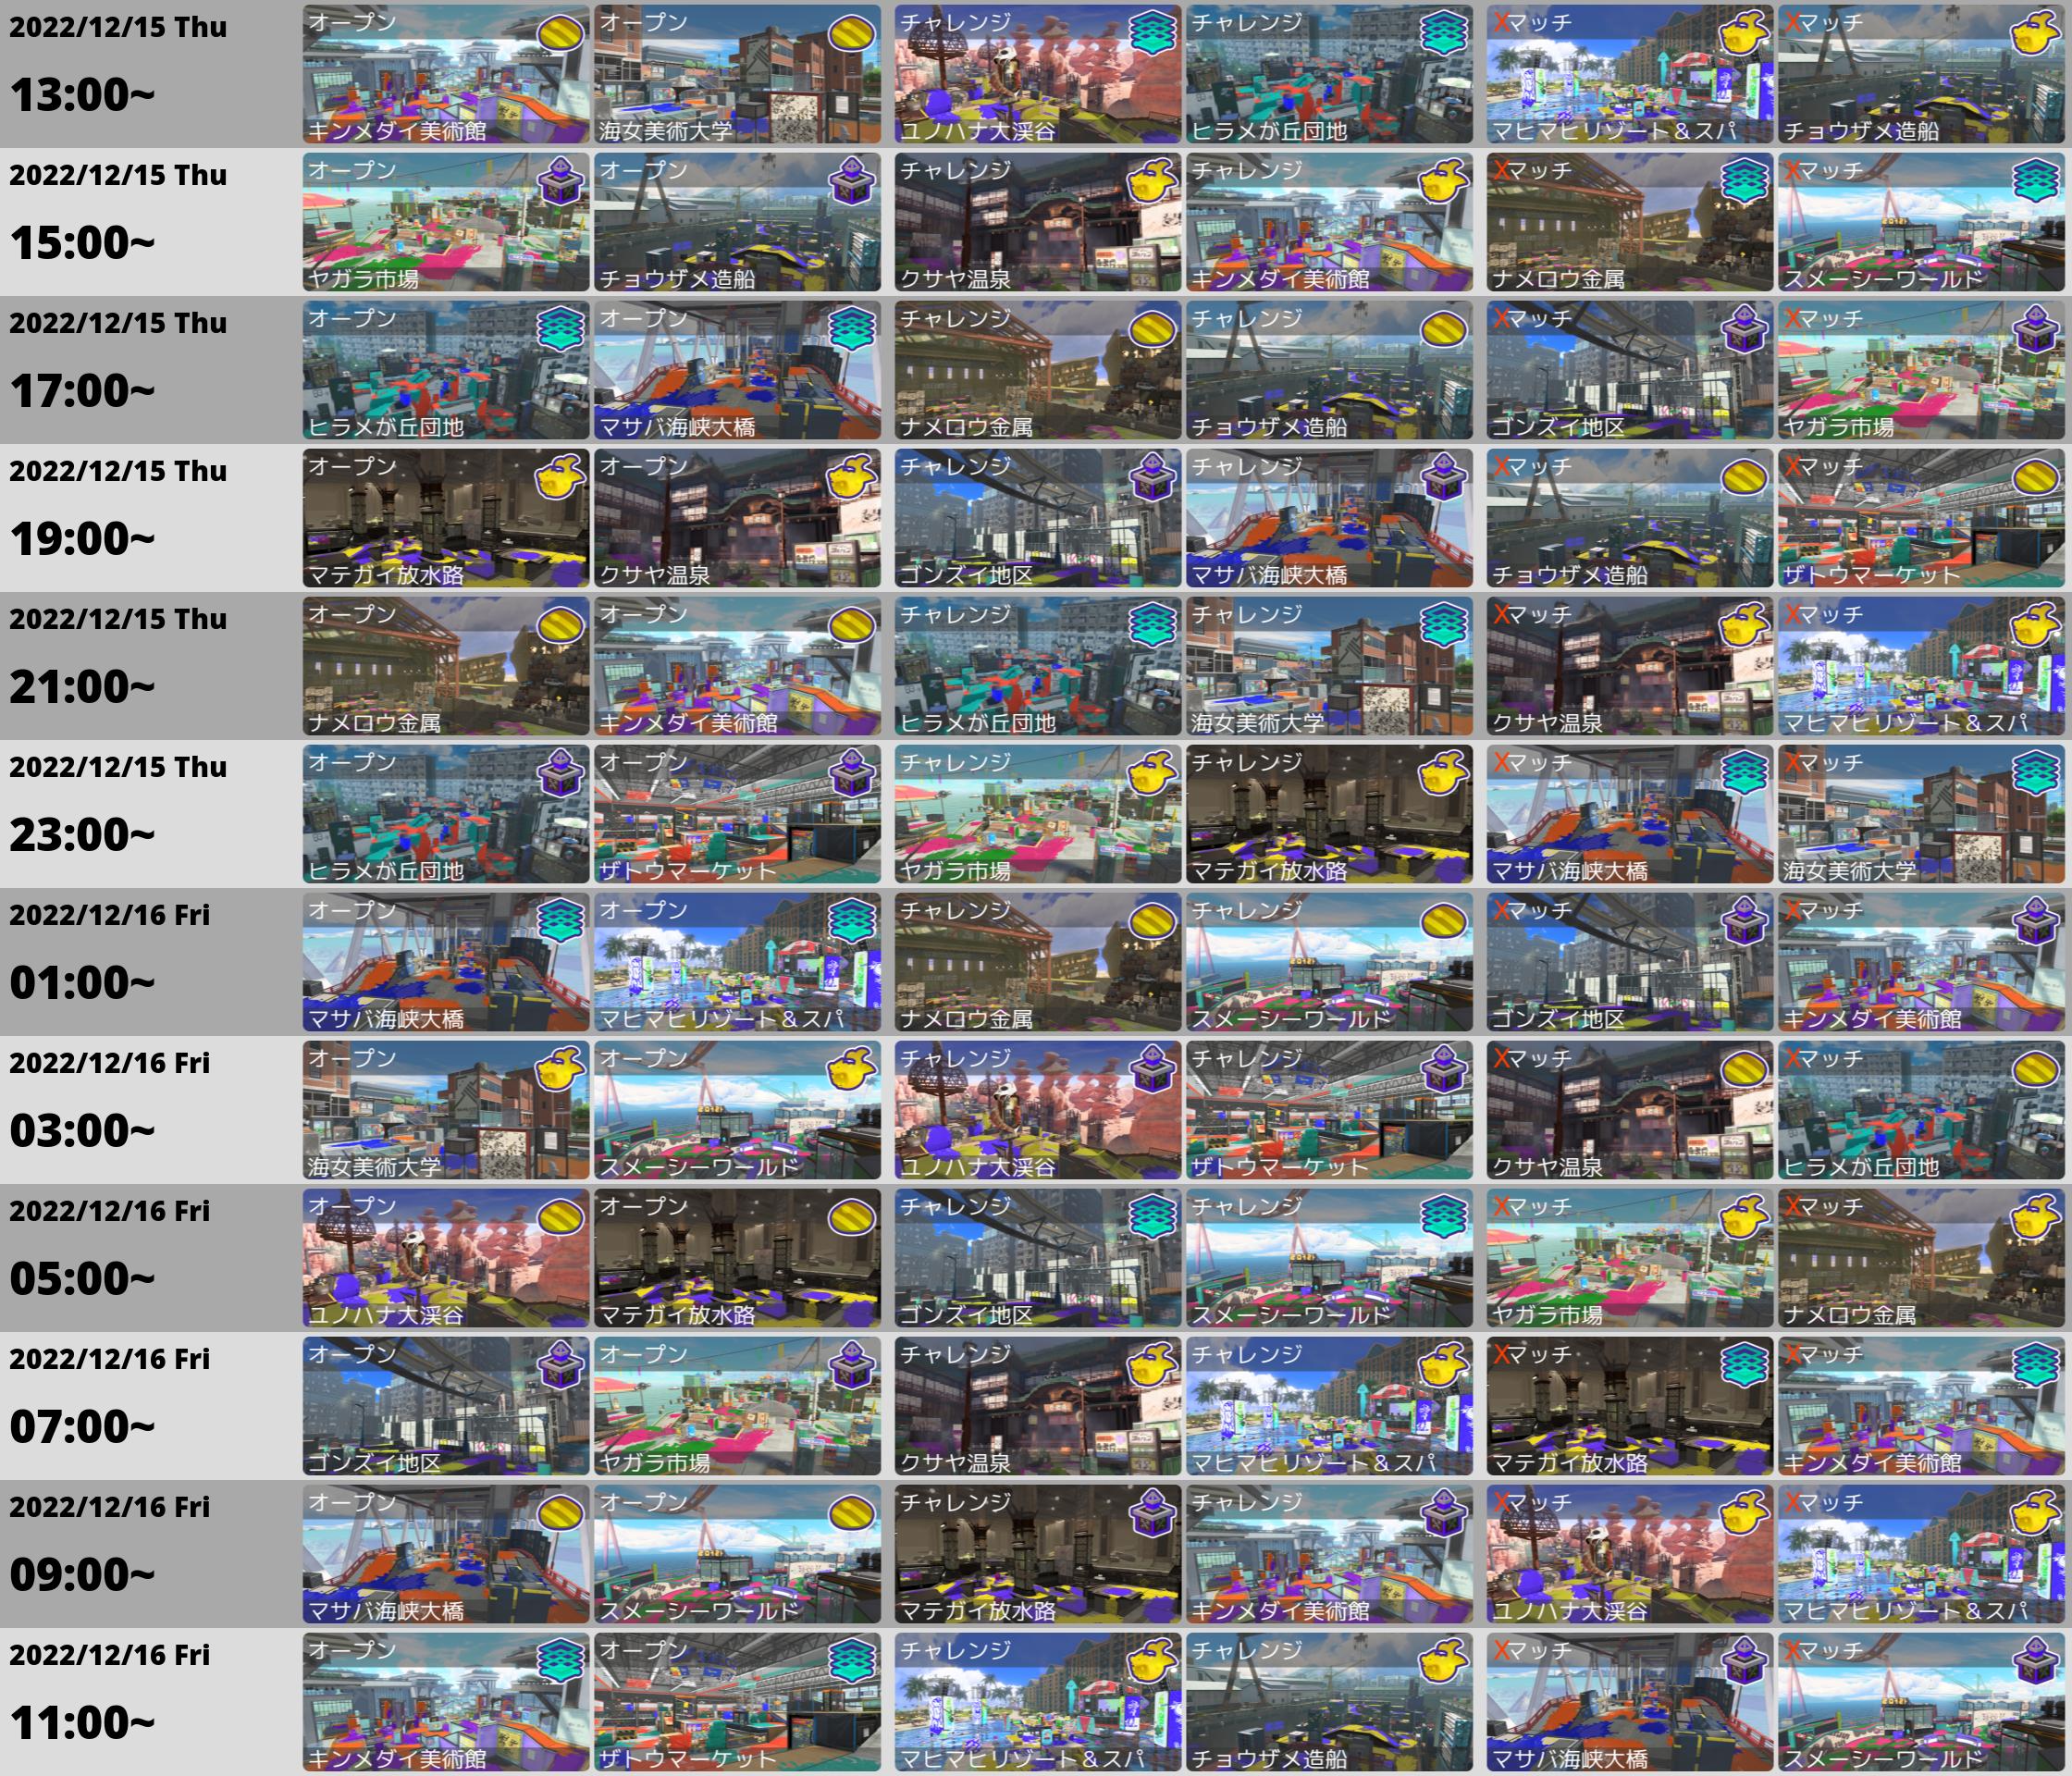 2022/12/15 Thu
13:00~
オープン オープン チャレンジ チャレンジ Xマッチ Xマッチ
キンメダイ美術館 海女美術大学 ユノハナ大渓谷 ヒラメが丘団地 マヒマヒリゾート＆スパ チョウザメ造船
2022/12/15 Thu
15:00~
オープン オープン チャレンジ チャレンジ Xマッチ Xマッチ
ヤガラ市場 チョウザメ造船 クサヤ温泉 キンメダイ美術館 ナメロウ金属 スメーシーワールド
2022/12/15 Thu
17:00~
オープン オープン チャレンジ チャレンジ Xマッチ Xマッチ
ヒラメが丘団地 マサバ海峡大橋 ナメロウ金属 チョウザメ造船 ゴンズイ地区 ヤガラ市場
2022/12/15 Thu
19:00~
オープン オープン チャレンジ チャレンジ Xマッチ Xマッチ
マテガイ放水路 クサヤ温泉 ゴンズイ地区 マサバ海峡大橋 チョウザメ造船 ザトウマーケット
2022/12/15 Thu
21:00~
オープン オープン チャレンジ チャレンジ Xマッチ Xマッチ
ナメロウ金属 キンメダイ美術館 ヒラメが丘団地 海女美術大学 クサヤ温泉 マヒマヒリゾート＆スパ
2022/12/15 Thu
23:00~
オープン オープン チャレンジ チャレンジ Xマッチ Xマッチ
ヒラメが丘団地 ザトウマーケット ヤガラ市場 マテガイ放水路 マサバ海峡大橋 海女美術大学
2022/12/16 Fri
01:00~
オープン オープン チャレンジ チャレンジ Xマッチ Xマッチ
マサバ海峡大橋 マヒマヒリゾート＆スパ ナメロウ金属 スメーシーワールド ゴンズイ地区 キンメダイ美術館
2022/12/16 Fri
03:00~
オープン オープン チャレンジ チャレンジ Xマッチ Xマッチ
海女美術大学 スメーシーワールド ユノハナ大渓谷 ザトウマーケット クサヤ温泉 ヒラメが丘団地
2022/12/16 Fri
05:00~
オープン オープン チャレンジ チャレンジ Xマッチ Xマッチ
ユノハナ大渓谷 マテガイ放水路 ゴンズイ地区 スメーシーワールド ヤガラ市場 ナメロウ金属
2022/12/16 Fri
07:00~
オープン オープン チャレンジ チャレンジ Xマッチ Xマッチ
ゴンズイ地区 ヤガラ市場 クサヤ温泉 マヒマヒリゾート＆スパ マテガイ放水路 キンメダイ美術館
2022/12/16 Fri
09:00~
オープン オープン チャレンジ チャレンジ Xマッチ Xマッチ
マサバ海峡大橋 スメーシーワールド マテガイ放水路 キンメダイ美術館 ユノハナ大渓谷 マヒマヒリゾート＆スパ
2022/12/16 Fri
11:00~
オープン オープン チャレンジ チャレンジ Xマッチ Xマッチ
キンメダイ美術館 ザトウマーケット マヒマヒリゾート＆スパ チョウザメ造船 マサバ海峡大橋 スメーシーワールド